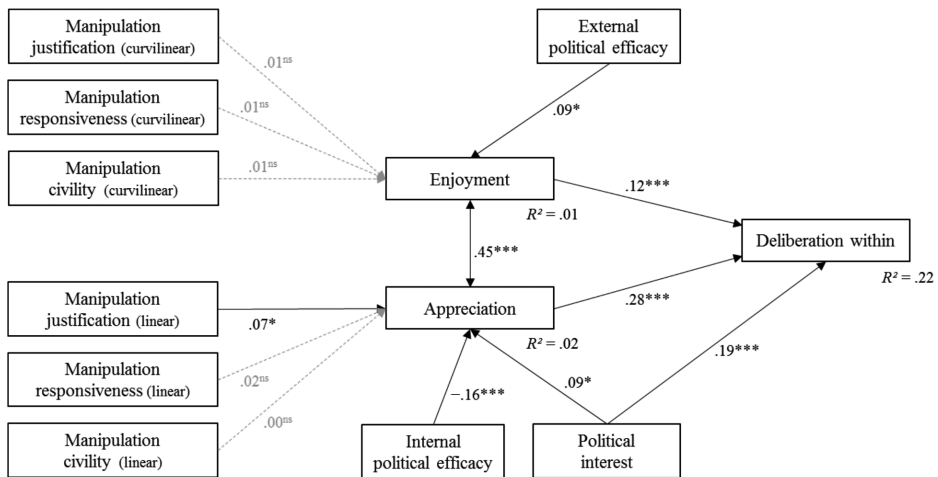 Manipulation
justification (curvilinear)
Manipulation
responsiveness (curvilinear)
Manipulation
civility (curvilinear)
.01ns
.01ns
.01ns
External
political efficacy
.09*
Enjoyment
R² = .01
.12***
.45***
Deliberation within
R² = .22
Manipulation
justification (linear)
Manipulation
responsiveness (linear)
Manipulation
civility (linear)
.07*
.02ns
.00ns
Appreciation
R² = .02
.28***
−.16***
.09*
.19***
Internal
political efficacy
Political
interest